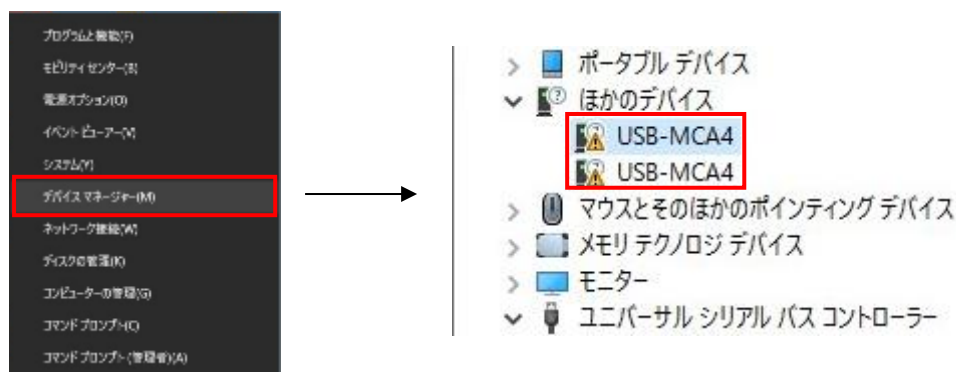 プログラムと機能(F)
モビリティ センター(B)
電源オプション(O)
イベント ビューアー(V)
システム(Y)
デバイス マネージャー(M)
ネットワーク接続(W)
ディスクの管理(K)
コンピューターの管理(G)
コマンド プロンプト(C)
コマンド プロンプト (管理者)(A)
ポータブル デバイス
ほかのデバイス
USB-MCA4
USB-MCA4
マウスとそのほかのポインティング デバイス
メモリ テクノロジ デバイス
モニター
ユニバーサル シリアル バス コントローラー